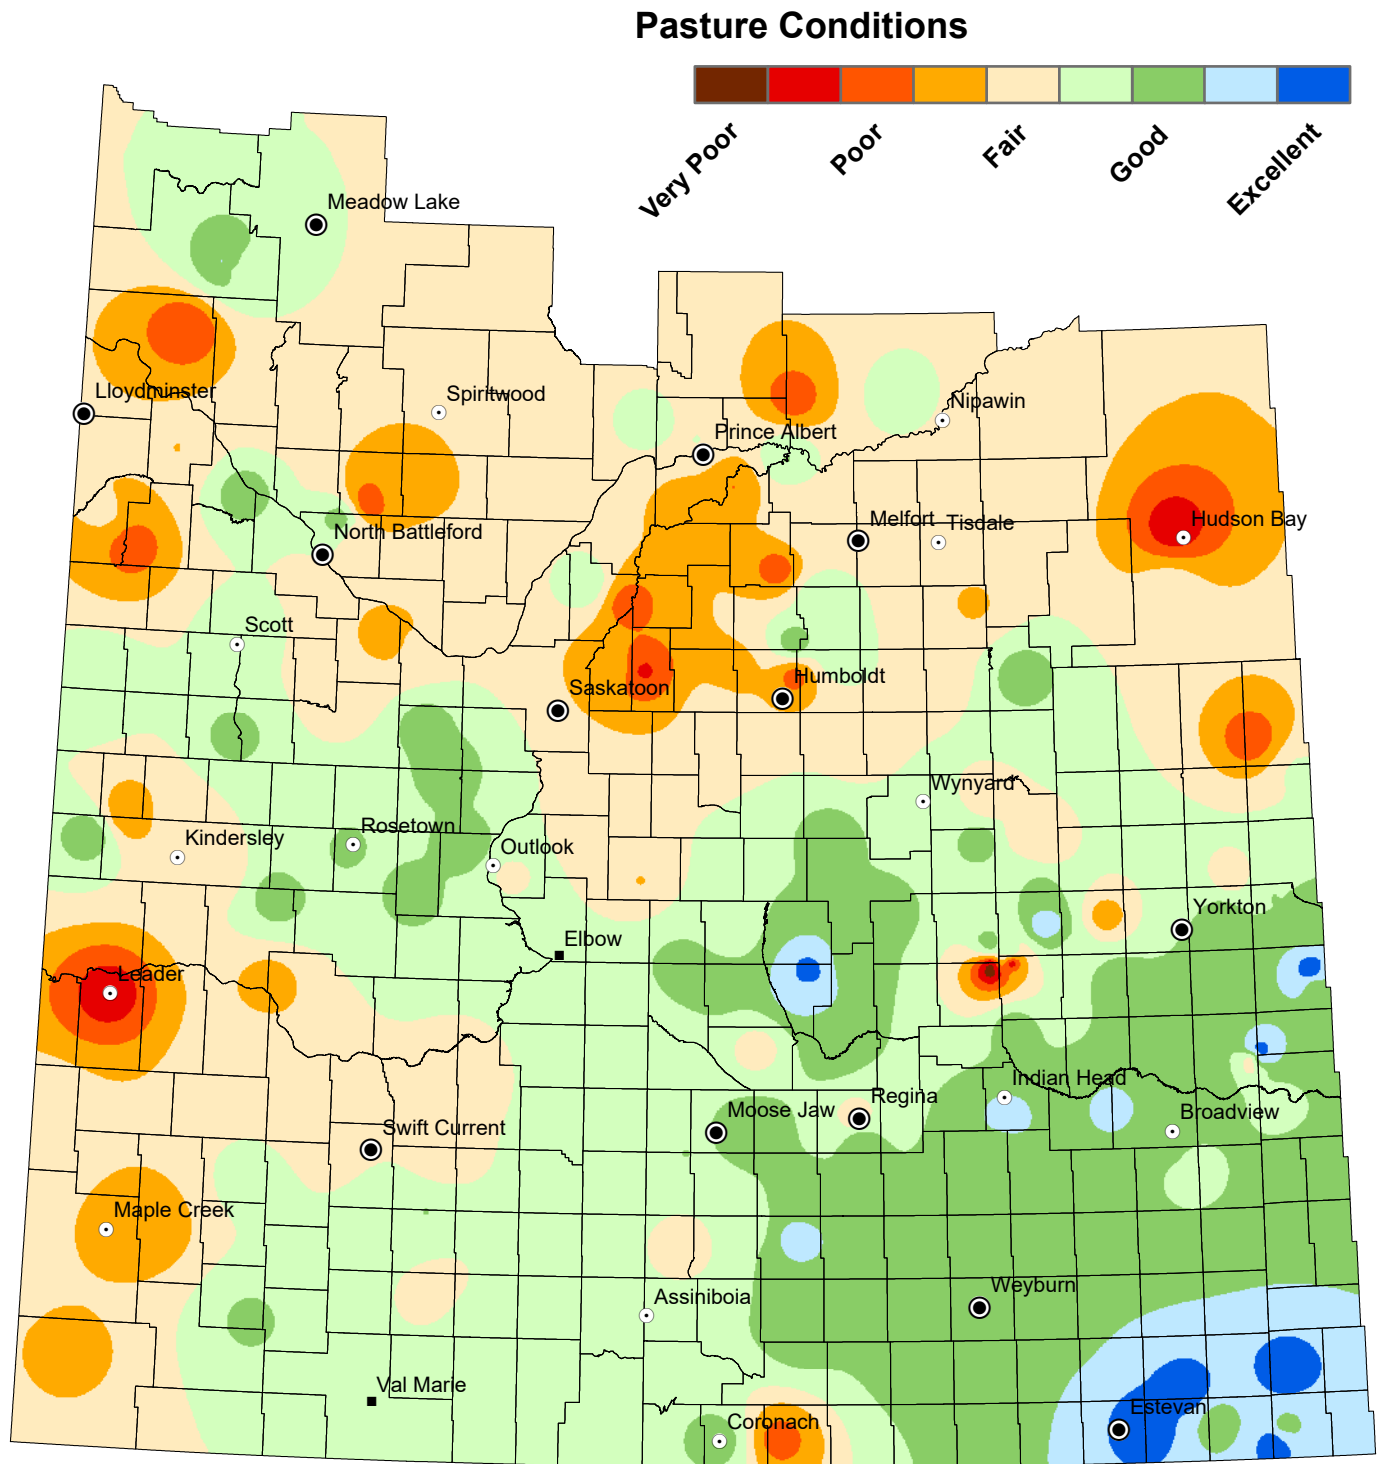 Pasture Conditions
Very Poor
Poor
Fair
Good
Excellent
Meadow Lake
Lloydminster
Spiritwood
Nipawin
Prince Albert
North Battleford
Melfort
Tisdale
Hudson Bay
Scott
Saskatoon
Humboldt
Wynyard
Kindersley
Rosetown
Outlook
Yorkton
Elbow
Leader
Indian Head
Moose Jaw
Regina
Broadview
Swift Current
Maple Creek
Weyburn
Assiniboia
Val Marie
Estevan
Coronach